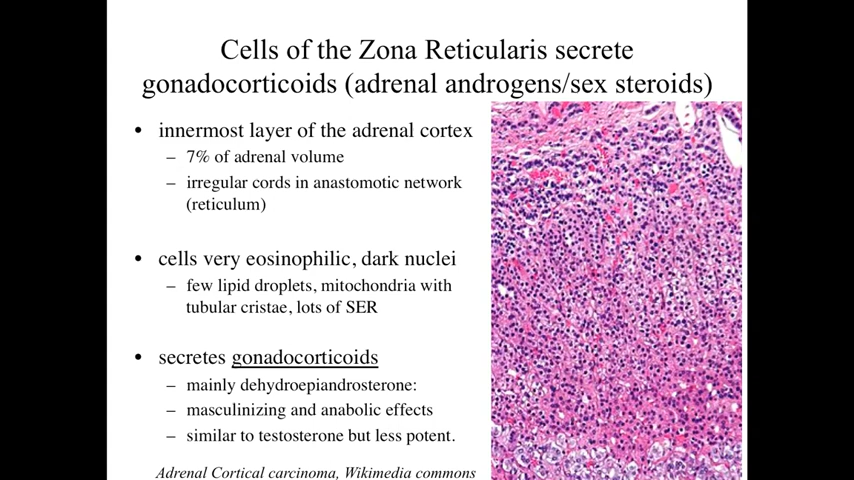 Cells of the Zona Reticularis secrete
gonadocorticoids (adrenal androgens/sex steroids)
• innermost layer of the adrenal cortex
– 7% of adrenal volume
– irregular cords in anastomotic network
(reticulum)
• cells very eosinophilic, dark nuclei
– few lipid droplets, mitochondria with
tubular cristae, lots of SER
• secretes gonadocorticoids
– mainly dehydroepiandrosterone:
– masculinizing and anabolic effects
– similar to testosterone but less potent.
Adrenal Cortical carcinoma, Wikimedia commons